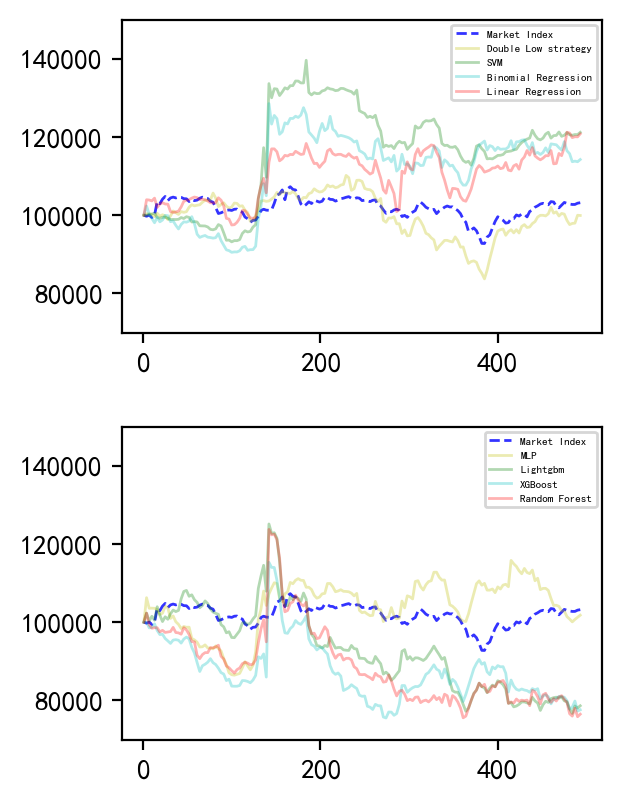 140000
120000
100000
80000
0
200
400
Market Index
Double Low strategy
SVM
Binomial Regression
Linear Regression
140000
120000
100000
80000
0
200
400
Market Index
MLP
Lightgbm
XGBoost
Random Forest